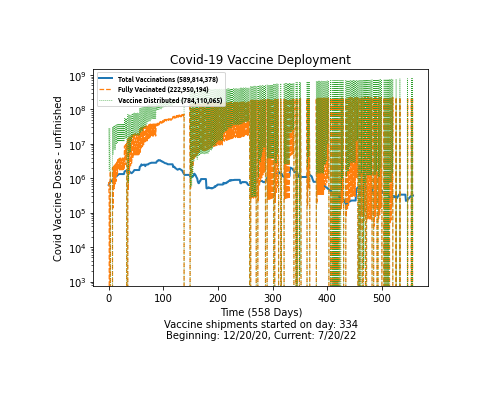 Covid-19 Vaccine Deployment
Total Vaccinations (589,814,378)
Fully Vacinated (222,950,194)
Vaccine Distributed (784,110,065)
Covid Vaccine Doses - unfinished
10⁹
10⁸
10⁷
10⁶
10⁵
10⁴
10³
0 100 200 300 400 500
Time (558 Days)
Vaccine shipments started on day: 334
Beginning: 12/20/20, Current: 7/20/22